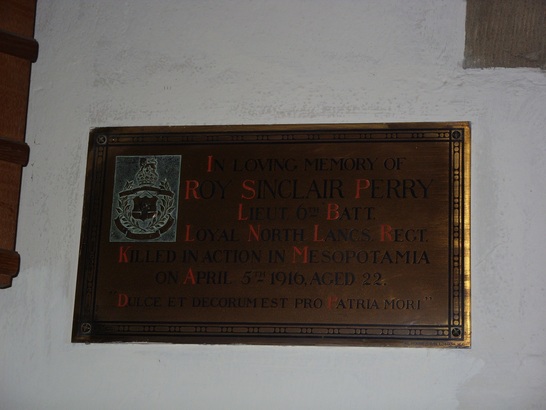 In loving memory of
Roy Sinclair Perry
Lieut. 6th Batt.
Loyal North Lancs. Regt.
Killed in action in Mesopotamia
on April 5th 1916, aged 22.
"Dulce et decorum est pro Patria mori."